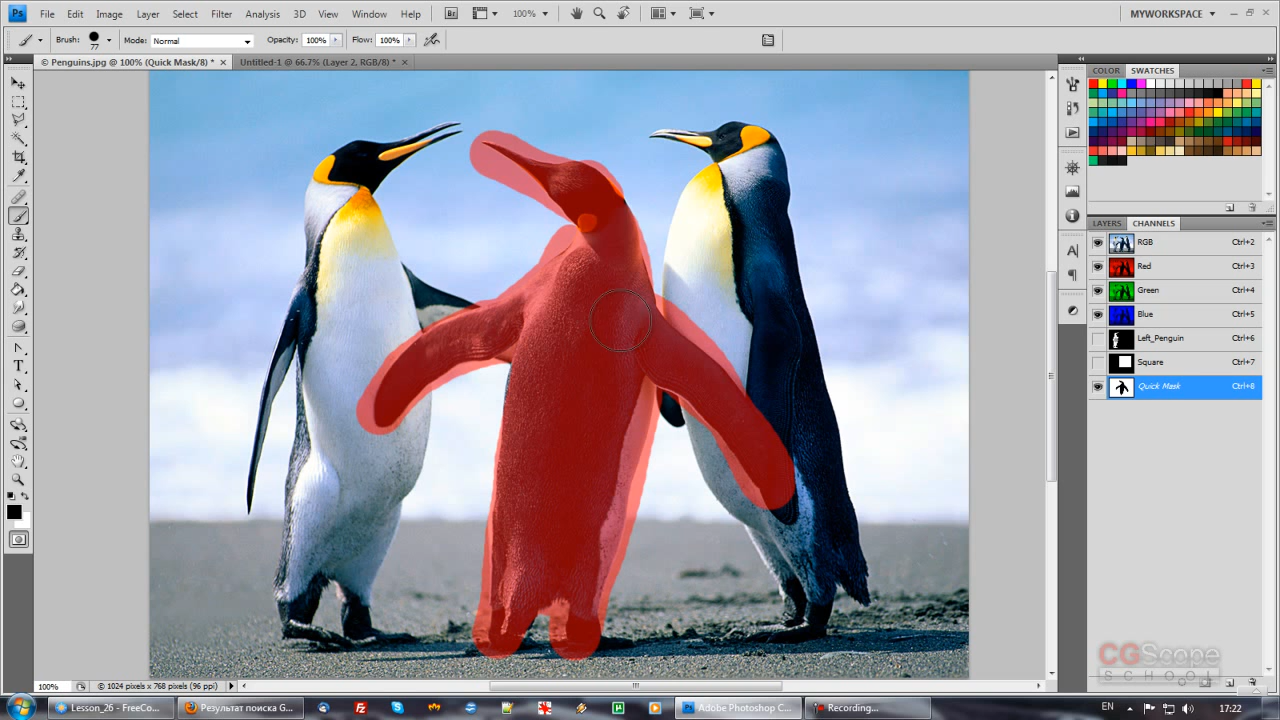 Ps File Edit Image Layer Select Filter Analysis 3D View Window Help Br 100% MYWORKSPACE
Brush: 77 Mode: Normal Opacity: 100% Flow: 100%
© Penguins.jpg @ 100% (Quick Mask/8) * × Untitled-1 @ 66.7% (Layer 2, RGB/8) * ×
COLOR SWATCHES
LAYERS CHANNELS
RGB Ctrl+2
Red Ctrl+3
Green Ctrl+4
Blue Ctrl+5
Left_Penguin Ctrl+6
Square Ctrl+7
Quick Mask Ctrl+8
CGScope
SCHOOL
100% © 1024 pixels x 768 pixels (96 ppi)
Lesson_26 - FreeCo... Результат поиска G... Adobe Photoshop C... Recording... EN 17:22